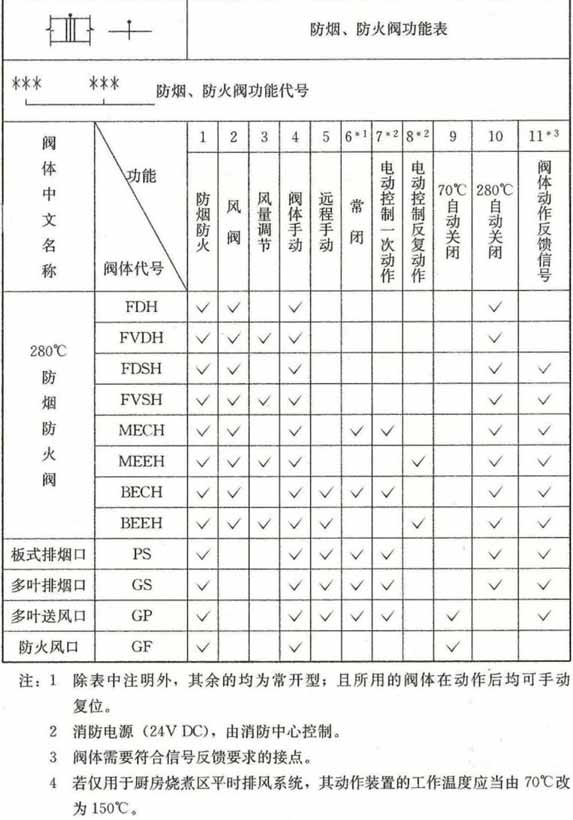 防烟、防火阀功能表
*** ***
防烟、防火阀功能代号
阀体中文名称 功能 阀体代号 1 2 3 4 5 6*1 7*2 8*2 9 10 11*3
防烟防火 风阀 风量调节 阀体手动 远程手动 常闭 电动控制一次动作 电动控制反复动作 70℃自动关闭 280℃自动关闭 阀体动作反馈信号
280℃防烟防火阀
FDH ✓ ✓ ✓ ✓
FVDH ✓ ✓ ✓ ✓ ✓
FDSH ✓ ✓ ✓ ✓ ✓
FVSH ✓ ✓ ✓ ✓ ✓ ✓
MECH ✓ ✓ ✓ ✓ ✓ ✓ ✓
MEEH ✓ ✓ ✓ ✓ ✓ ✓ ✓
BECH ✓ ✓ ✓ ✓ ✓ ✓ ✓ ✓
BEEH ✓ ✓ ✓ ✓ ✓ ✓ ✓ ✓
板式排烟口 PS ✓ ✓ ✓ ✓ ✓ ✓ ✓
多叶排烟口 GS ✓ ✓ ✓ ✓ ✓ ✓ ✓
多叶送风口 GP ✓ ✓ ✓ ✓ ✓ ✓ ✓
防火风口 GF ✓ ✓ ✓
注：1 除表中注明外，其余的均为常开型；且所用的阀体在动作后均可手动
复位。
2 消防电源（24V DC），由消防中心控制。
3 阀体需要符合信号反馈要求的接点。
4 若仅用于厨房烧煮区平时排风系统，其动作装置的工作温度应当由 70℃改
为 150℃。